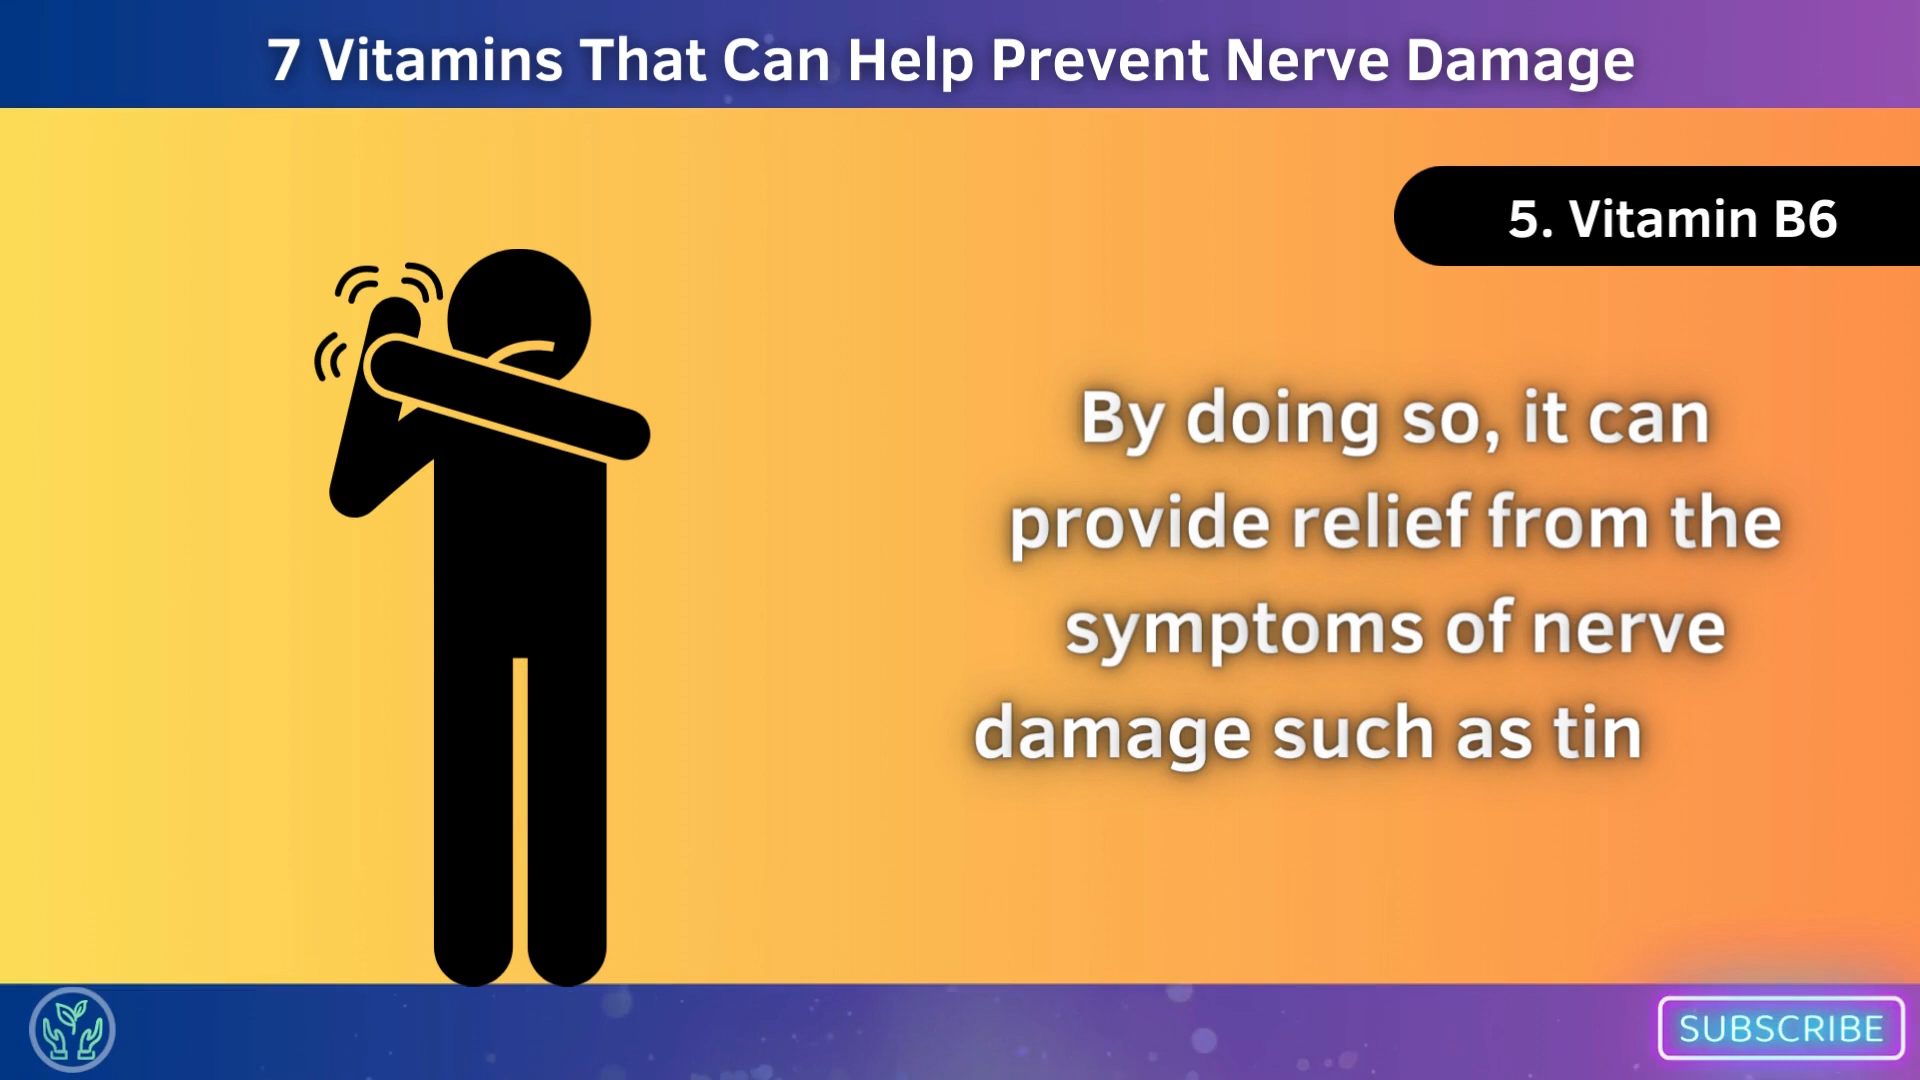 7 Vitamins That Can Help Prevent Nerve Damage
5. Vitamin B6
By doing so, it can
provide relief from the
symptoms of nerve
damage such as tin
SUBSCRIBE